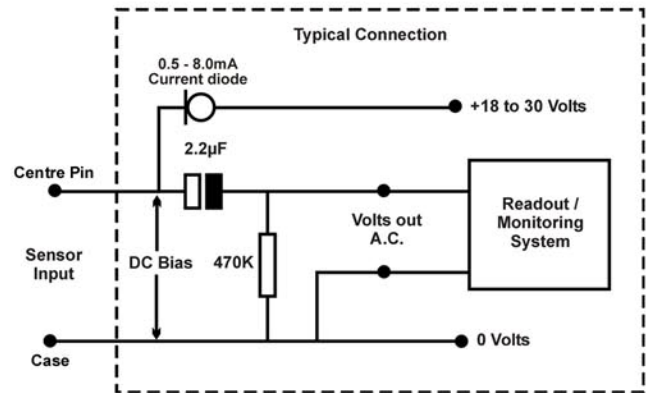 Typical Connection
0.5 - 8.0mA
Current diode
+18 to 30 Volts
2.2µF
Centre Pin
Readout /
Monitoring
System
Volts out
A.C.
Sensor
Input
DC Bias
470K
0 Volts
Case